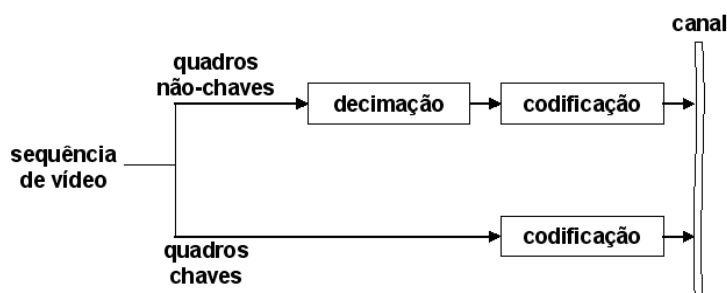 canal
quadros
não-chaves
decimação
codificação
sequência
de vídeo
codificação
quadros
chaves